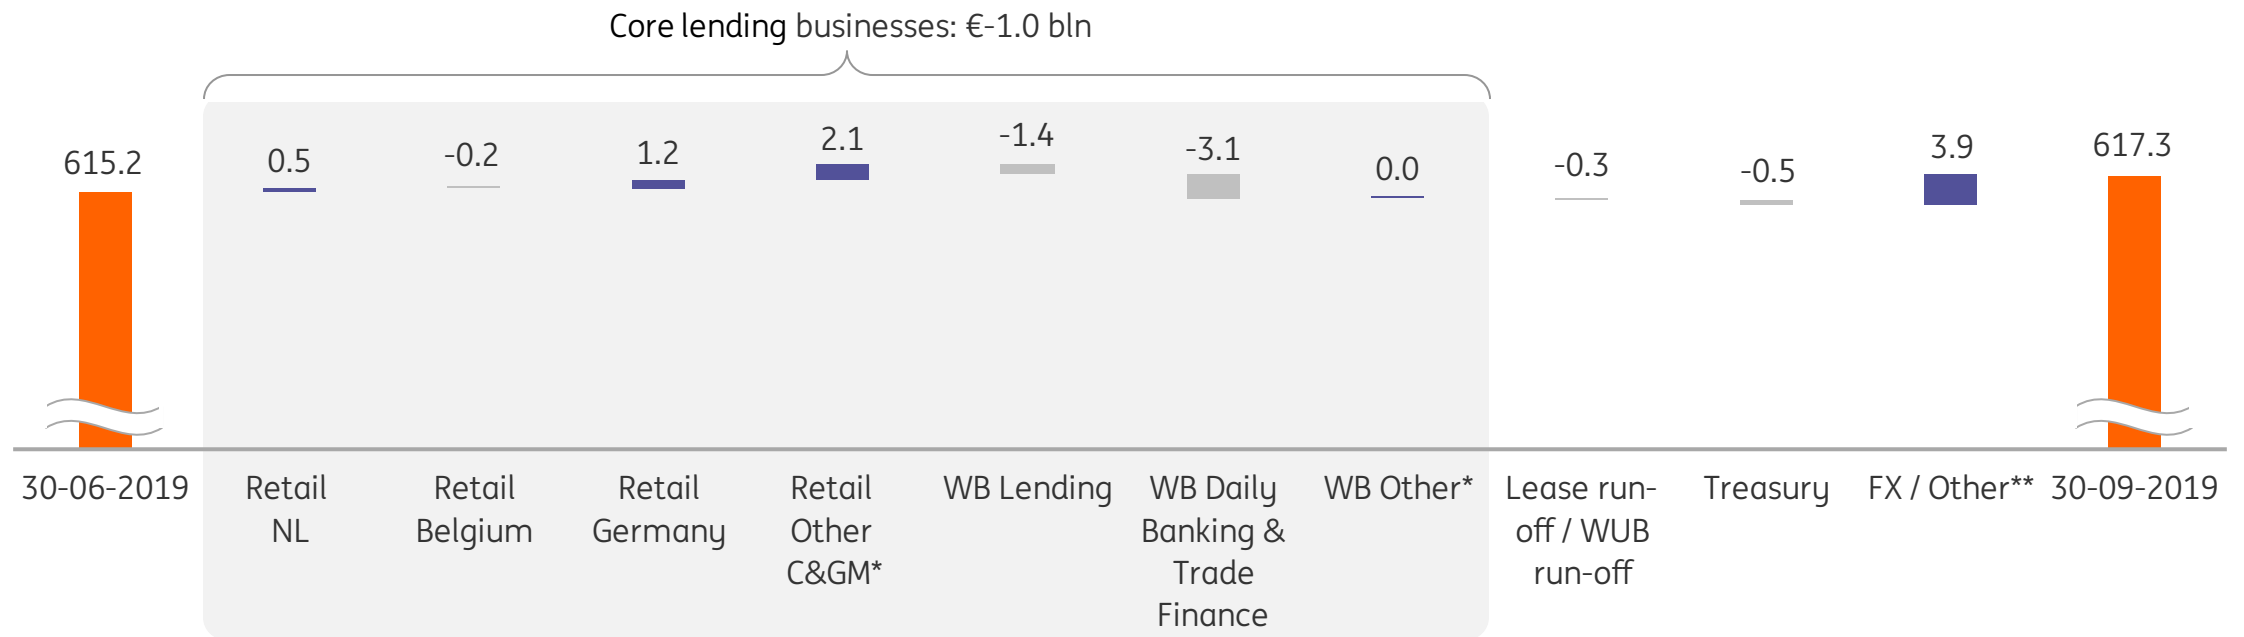 Core lending businesses: €-1.0 bln
615.2
0.5
-0.2
1.2
2.1
-1.4
-3.1
0.0
-0.3
-0.5
3.9
617.3
30-06-2019
Retail
NL
Retail
Belgium
Retail
Germany
Retail
Other
C&GM*
WB Lending
WB Daily
Banking &
Trade
Finance
WB Other*
Lease run-
off / WUB
run-off
Treasury
FX / Other**
30-09-2019